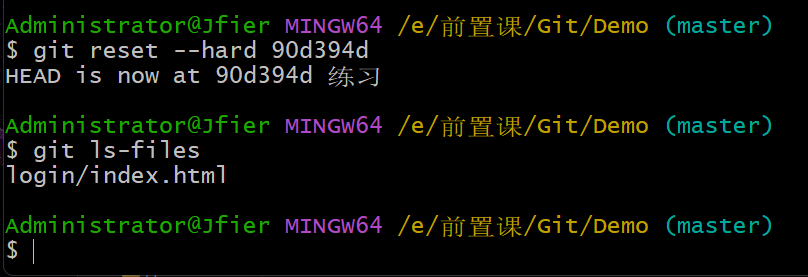 Administrator@Jfier MINGW64 /e/前置课/Git/Demo (master)
$ git reset --hard 90d394d
HEAD is now at 90d394d 练习
Administrator@Jfier MINGW64 /e/前置课/Git/Demo (master)
$ git ls-files
login/index.html
Administrator@Jfier MINGW64 /e/前置课/Git/Demo (master)
$